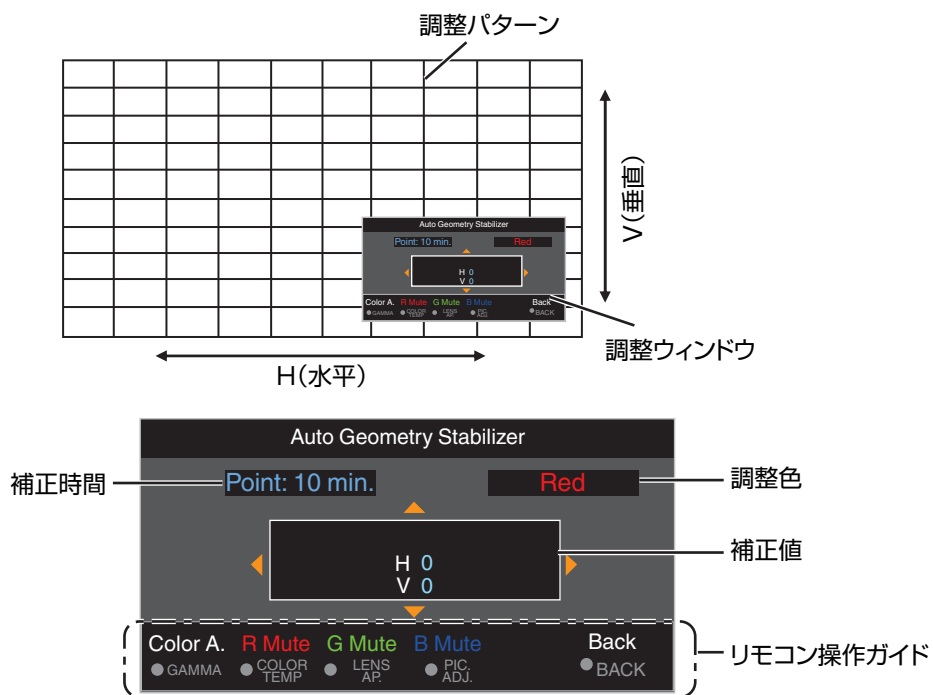 調整パターン
V(垂直)
Auto Geometry Stabilizer
Point: 10 min.
Red
H 0
V 0
Color A. R Mute G Mute B Mute Back
GAMMA COLOR TEMP LENS AP. PIC. ADJ. BACK
調整ウィンドウ
H(水平)
Auto Geometry Stabilizer
補正時間
Point: 10 min.
Red
調整色
補正値
H 0
V 0
Color A. R Mute G Mute B Mute Back
GAMMA COLOR TEMP LENS AP. PIC. ADJ. BACK
リモコン操作ガイド